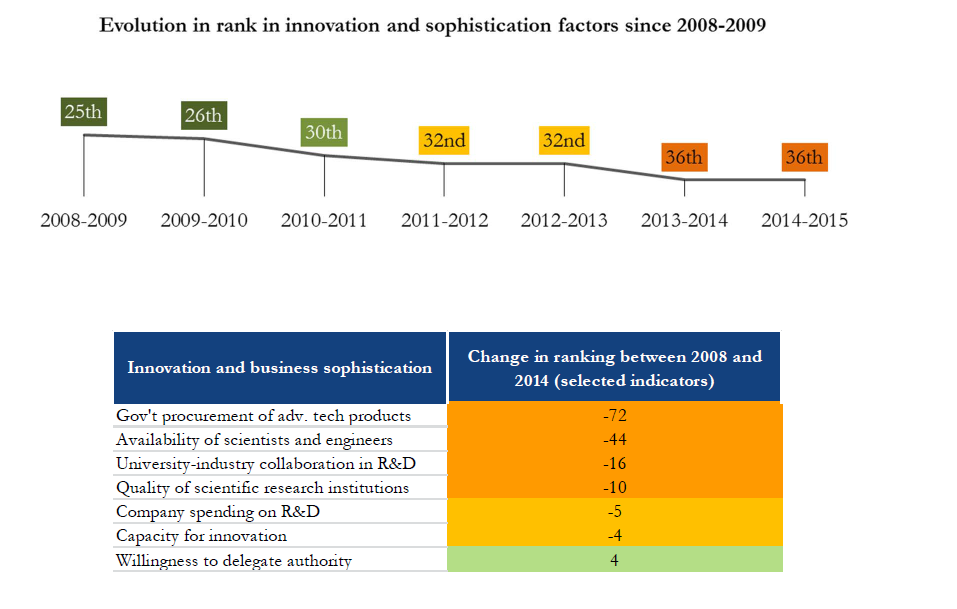 Evolution in rank in innovation and sophistication factors since 2008-2009
25th
26th
30th
32nd
32nd
36th
36th
2008-2009
2009-2010
2010-2011
2011-2012
2012-2013
2013-2014
2014-2015
Innovation and business sophistication
Change in ranking between 2008 and
2014 (selected indicators)
Gov't procurement of adv. tech products
-72
Availability of scientists and engineers
-44
University-industry collaboration in R&D
-16
Quality of scientific research institutions
-10
Company spending on R&D
-5
Capacity for innovation
-4
Willingness to delegate authority
4